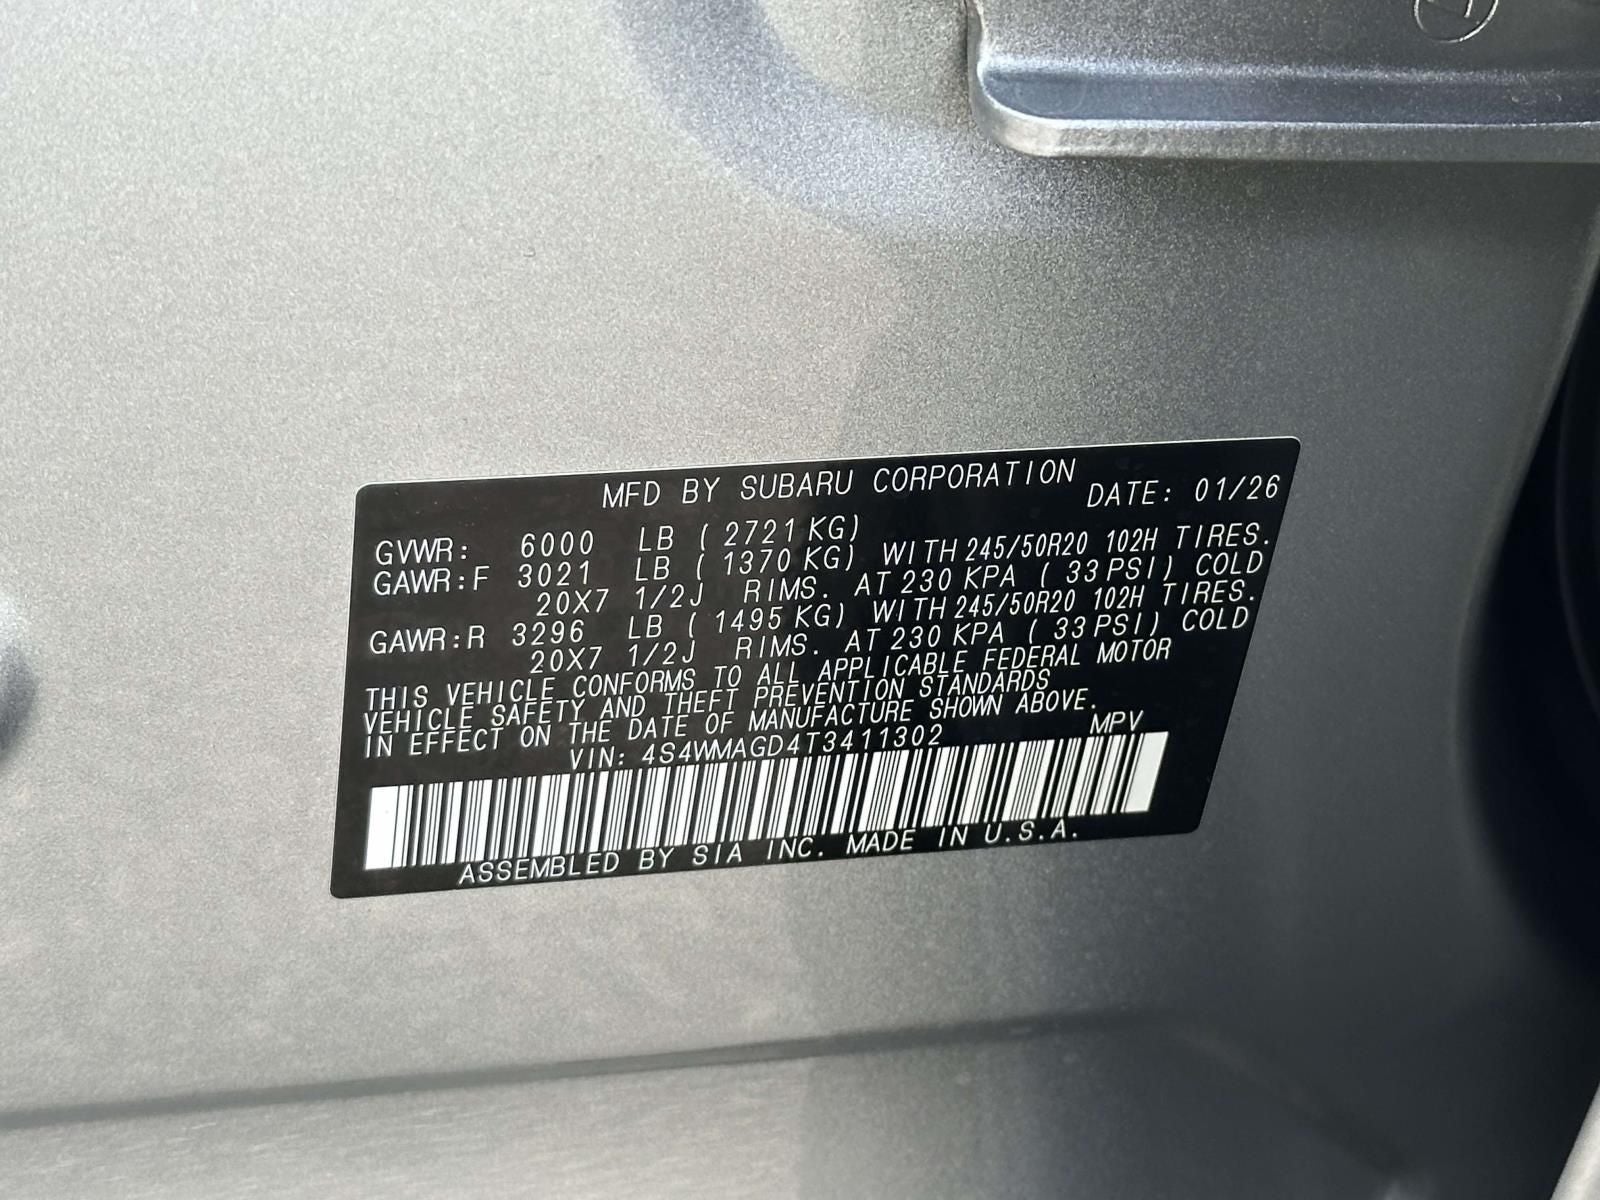 MFD BY SUBARU CORPORATION DATE: 01/26
GVWR: 6000 LB ( 2721 KG)
GAWR:F 3021 LB ( 1370 KG) WITH 245/50R20 102H TIRES.
20X7 1/2J RIMS. AT 230 KPA ( 33 PSI) COLD
GAWR:R 3296 LB ( 1495 KG) WITH 245/50R20 102H TIRES.
20X7 1/2J RIMS. AT 230 KPA ( 33 PSI) COLD
THIS VEHICLE CONFORMS TO ALL APPLICABLE FEDERAL MOTOR
VEHICLE SAFETY AND THEFT PREVENTION STANDARDS
IN EFFECT ON THE DATE OF MANUFACTURE SHOWN ABOVE.
VIN: 4S4WMAGD4T3411302 MPV
ASSEMBLED BY SIA INC. MADE IN U.S.A.